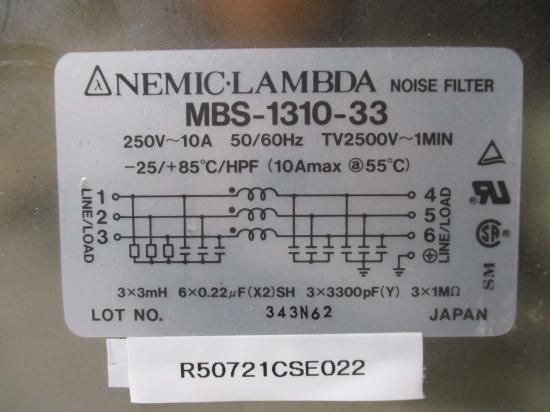 NEMIC·LAMBDA NOISE FILTER
MBS-1310-33
250V~10A 50/60Hz TV2500V~1MIN
-25/+85°C/HPF (10Amax @55°C)
LINE/LOAD
1
2
3
4
5
6
LINE/LOAD
SM
3×3mH 6×0.22μF(X2)SH 3×3300pF(Y) 3×1MΩ
LOT NO. 343N62 JAPAN
R50721CSE022